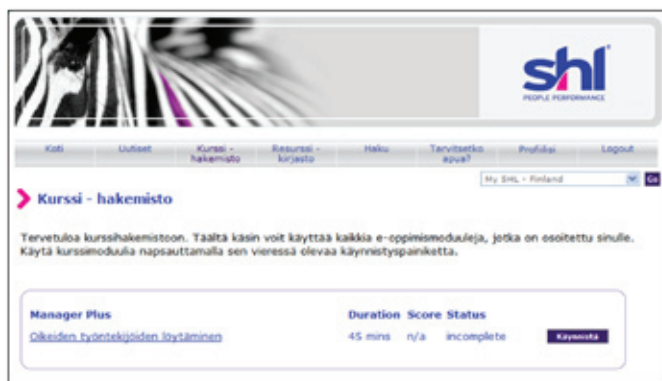 shl
PEOPLE PERFORMANCE
Koti Uutiset Kurssi - hakemisto Resurssi - kirjasto Haku Tarvitsetko apua? Profiilisi Logout
My SHL - Finland Go
Kurssi - hakemisto
Tervetuloa kurssihakemistoon. Täältä käsin voit käyttää kaikkia e-oppimismoduuleja, jotka on osoitettu sinulle.
Käytä kurssimoduulia napsauttamalla sen vieressä olevaa käynnistyspainiketta.
Manager Plus Duration Score Status
Oikeiden työntekijöiden löytäminen 45 mins n/a incomplete Käynnistä